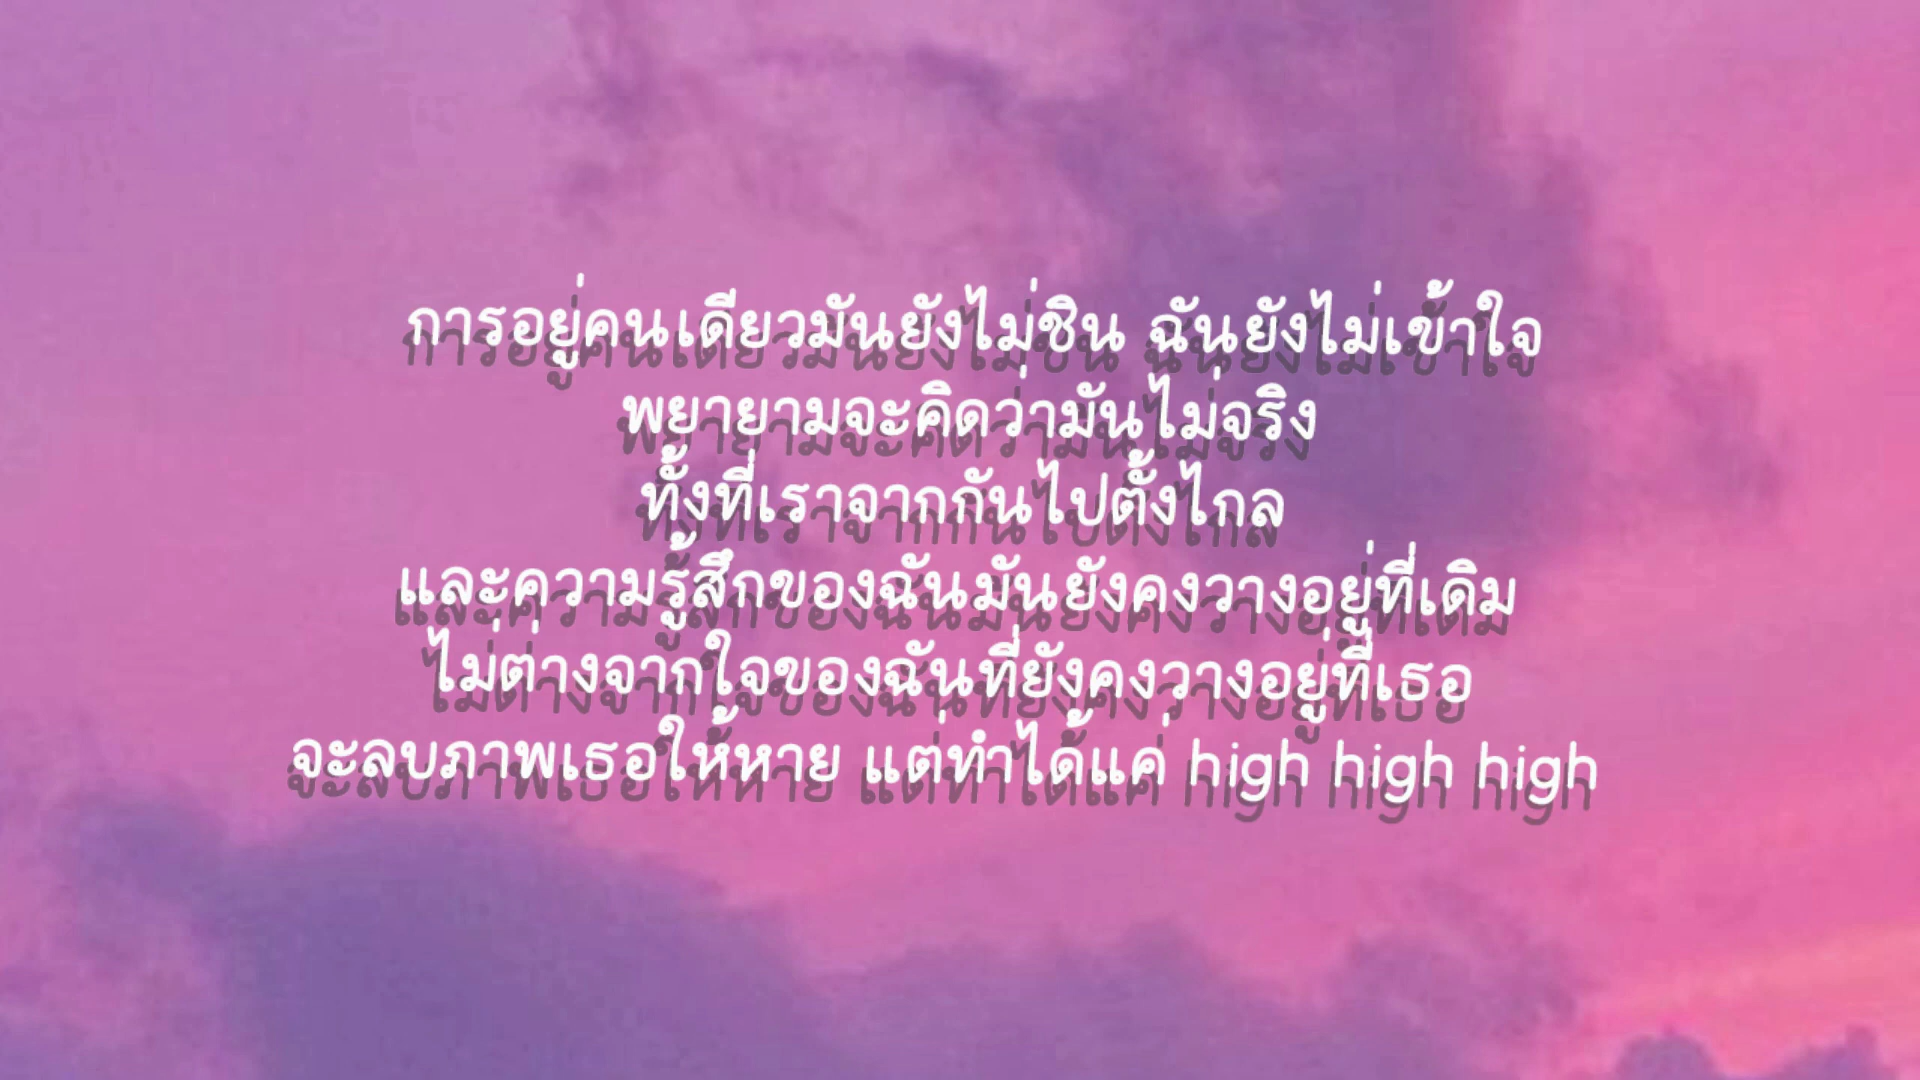 การอยู่คนเดียวมันยังไม่ชิน ฉันยังไม่เข้าใจ
พยายามจะคิดว่ามันไม่จริง
ทั้งที่เราจากกันไปตั้งไกล
และความรู้สึกของฉันมันยังคงวางอยู่ที่เดิม
ไม่ต่างจากใจของฉันที่ยังคงวางอยู่ที่เธอ
จะลบภาพเธอให้หาย แต่ทำได้แค่ high high high